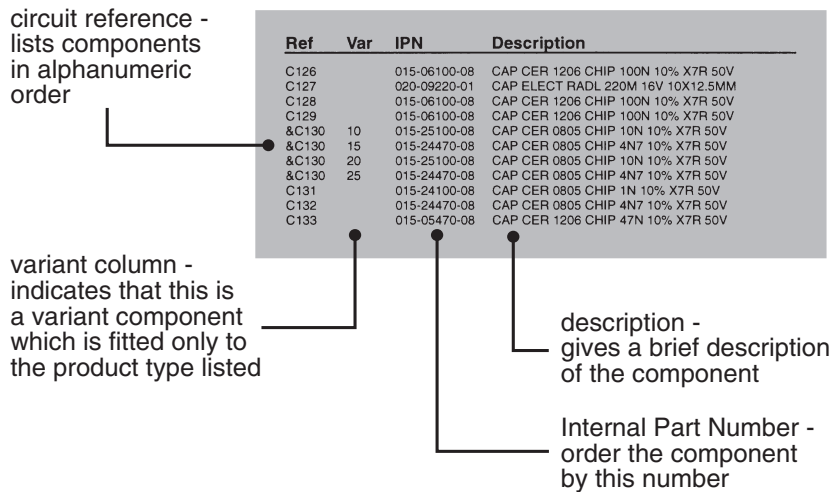 circuit reference -
lists components
in alphanumeric
order
Ref Var IPN Description
C126 015-06100-08 CAP CER 1206 CHIP 100N 10% X7R 50V
C127 020-09220-01 CAP ELECT RADL 220M 16V 10X12.5MM
C128 015-06100-08 CAP CER 1206 CHIP 100N 10% X7R 50V
C129 015-06100-08 CAP CER 1206 CHIP 100N 10% X7R 50V
&C130 10 015-25100-08 CAP CER 0805 CHIP 10N 10% X7R 50V
&C130 15 015-24470-08 CAP CER 0805 CHIP 4N7 10% X7R 50V
&C130 20 015-25100-08 CAP CER 0805 CHIP 10N 10% X7R 50V
&C130 25 015-24470-08 CAP CER 0805 CHIP 4N7 10% X7R 50V
C131 015-24100-08 CAP CER 0805 CHIP 1N 10% X7R 50V
C132 015-24470-08 CAP CER 0805 CHIP 4N7 10% X7R 50V
C133 015-05470-08 CAP CER 1206 CHIP 47N 10% X7R 50V
variant column -
indicates that this is
a variant component
which is fitted only to
the product type listed
description -
gives a brief description
of the component
Internal Part Number -
order the component
by this number